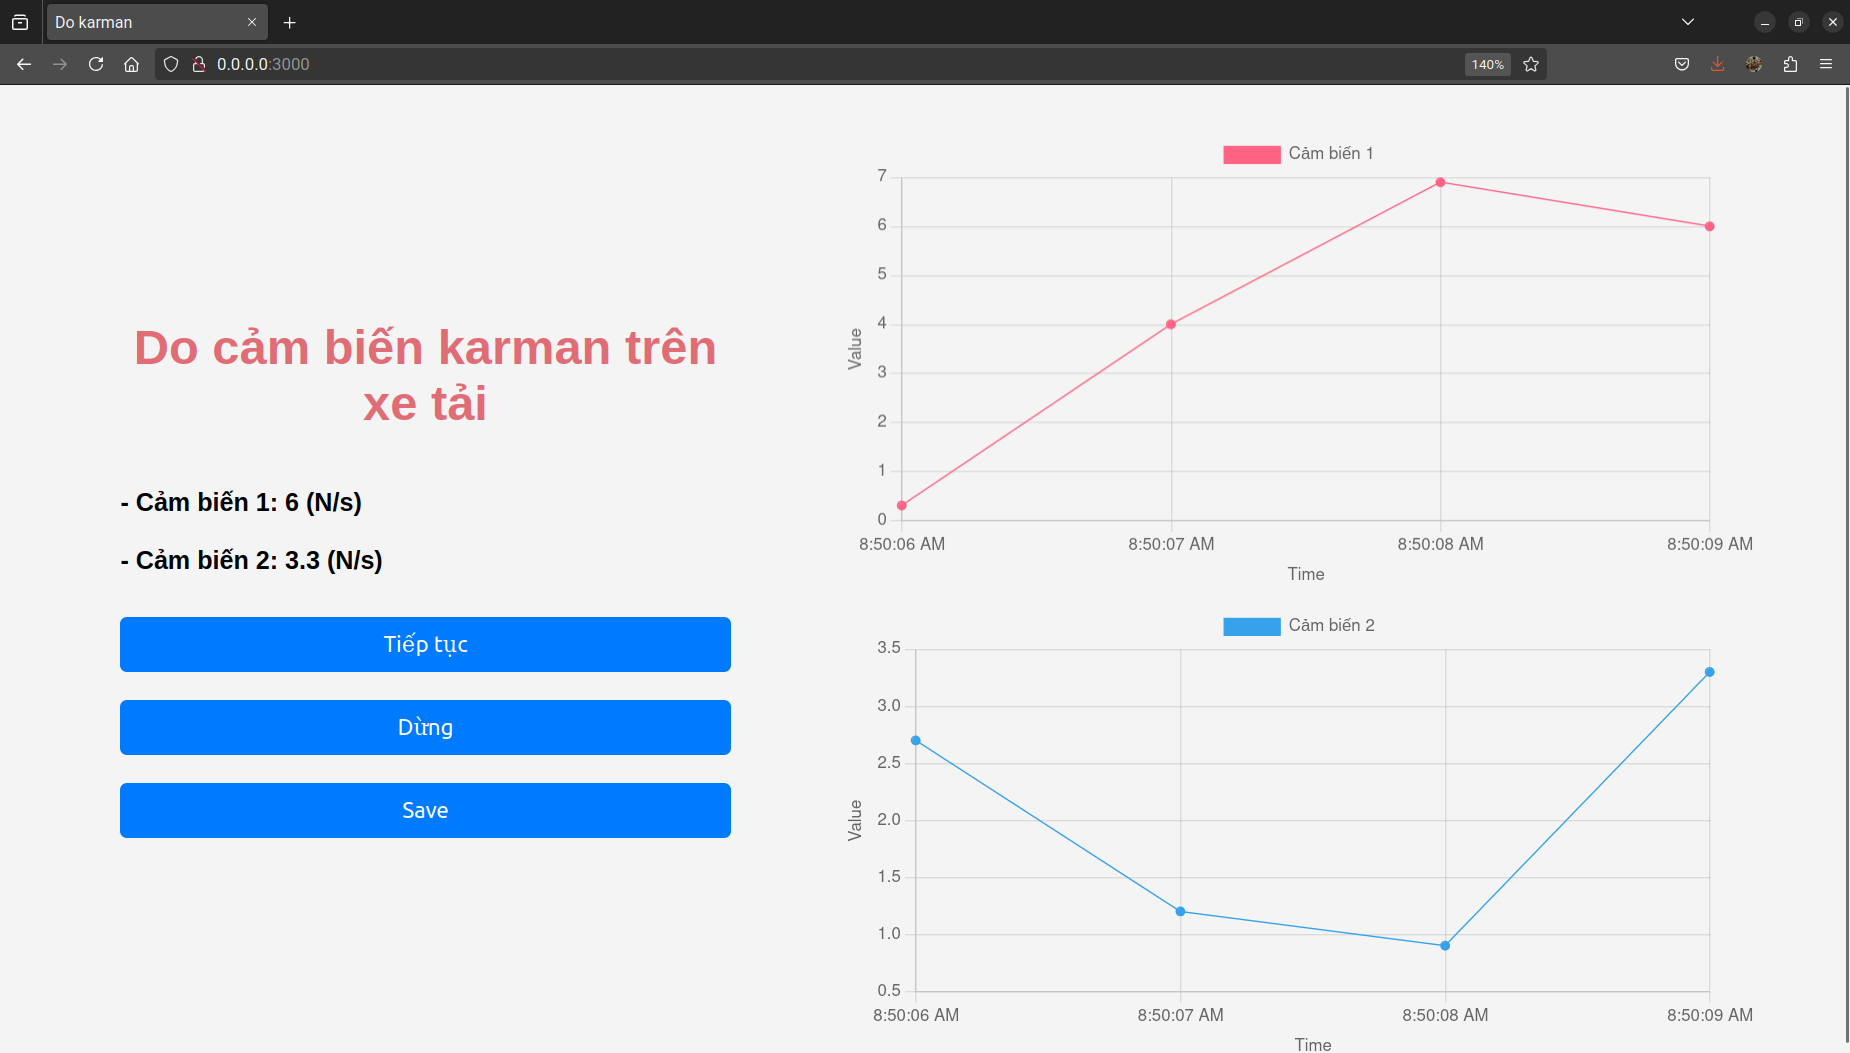 Do karman
0.0.0.0:3000
140%
Do cảm biến karman trên
xe tải
- Cảm biến 1: 6 (N/s)
- Cảm biến 2: 3.3 (N/s)
Tiếp tục
Dừng
Save
Cảm biến 1
7
6
5
4
3
2
1
0
Value
8:50:06 AM 8:50:07 AM 8:50:08 AM 8:50:09 AM
Time
Cảm biến 2
3.5
3.0
2.5
2.0
1.5
1.0
0.5
Value
8:50:06 AM 8:50:07 AM 8:50:08 AM 8:50:09 AM
Time